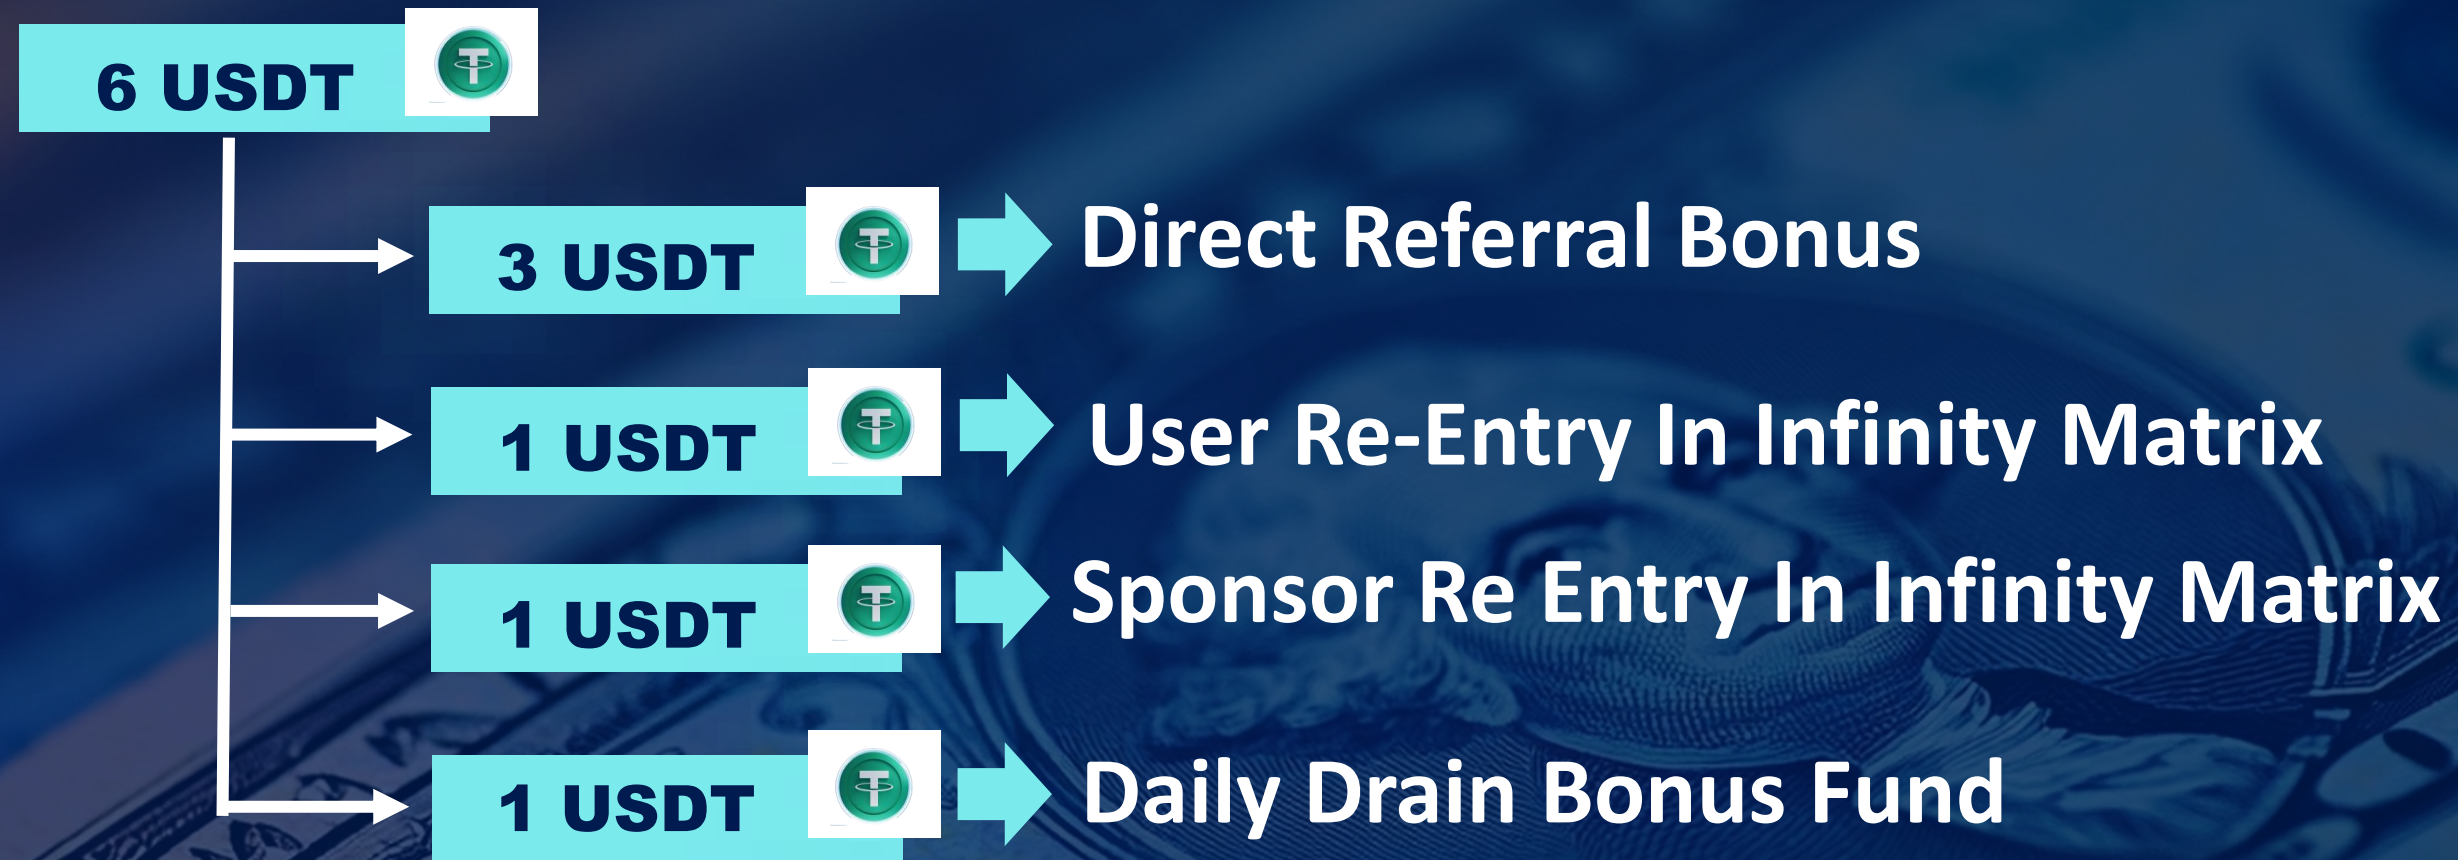 6 USDT
3 USDT
Direct Referral Bonus
1 USDT
User Re-Entry In Infinity Matrix
1 USDT
Sponsor Re Entry In Infinity Matrix
1 USDT
Daily Drain Bonus Fund